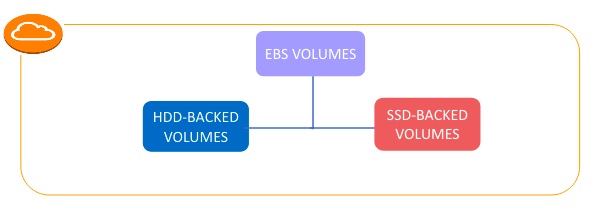 EBS VOLUMES
HDD-BACKED
VOLUMES
SSD-BACKED
VOLUMES